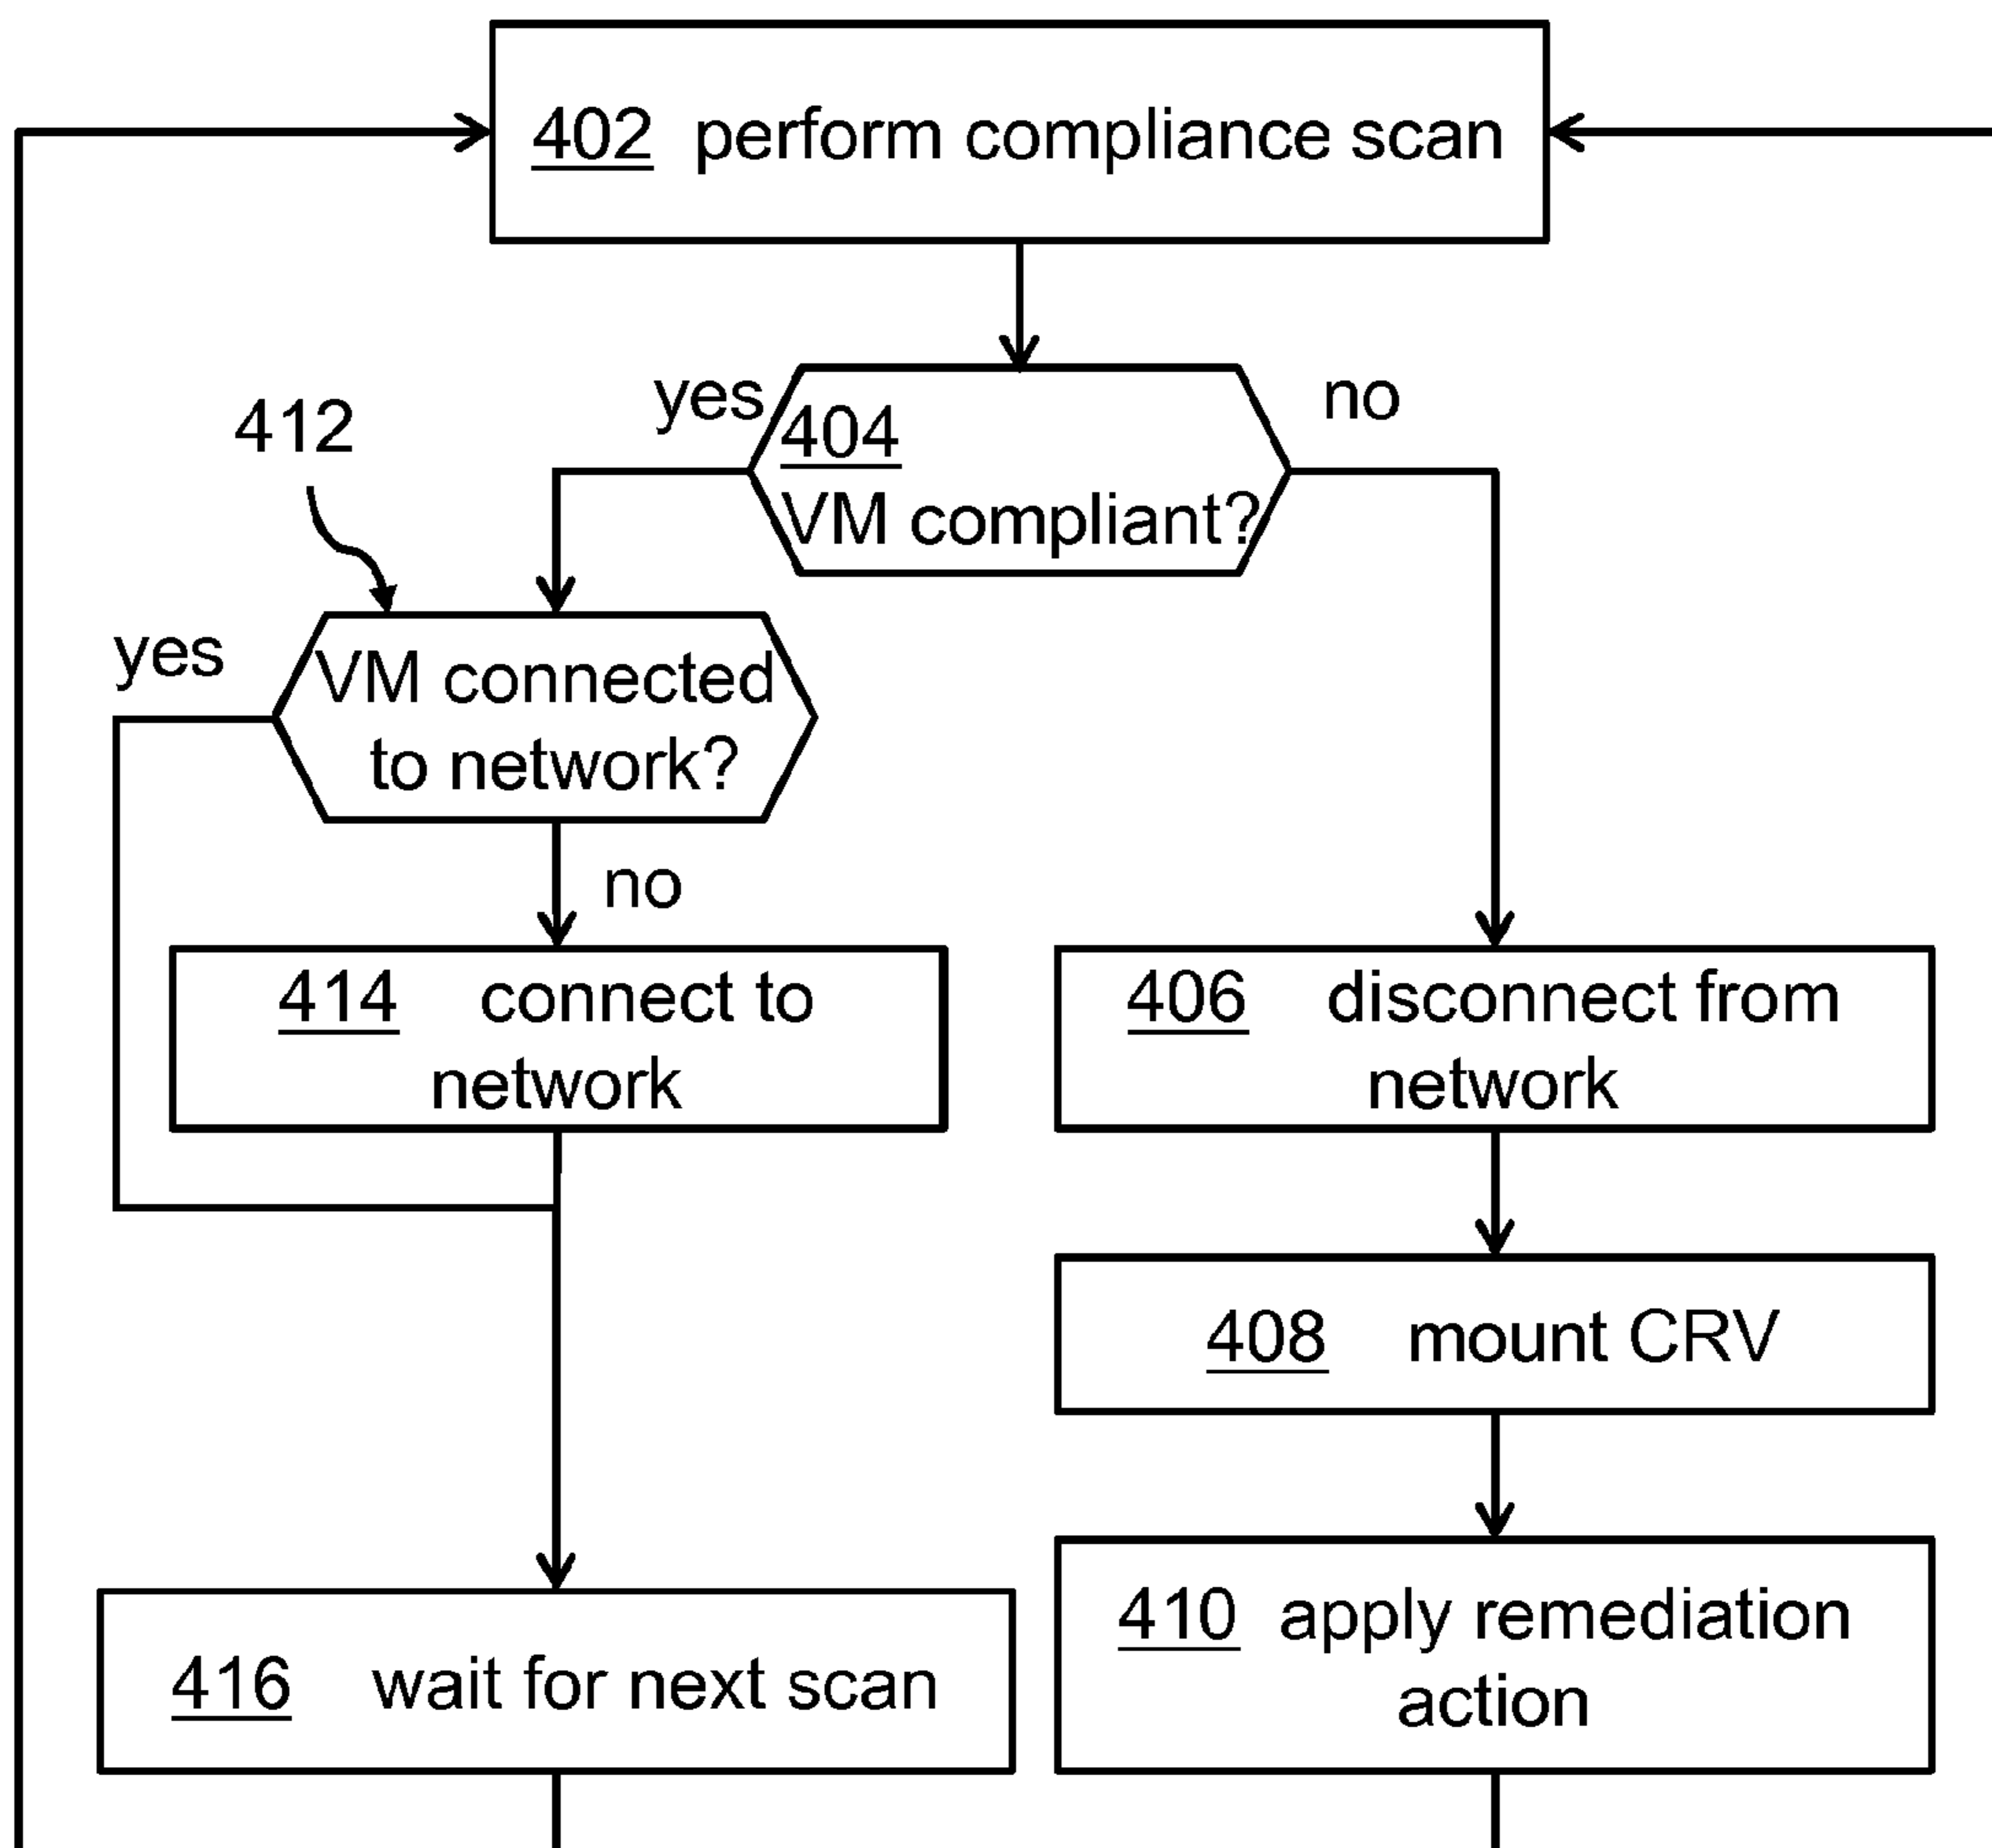 402 perform compliance scan
yes
no
404
VM compliant?
412
yes
VM connected
to network?
no
414 connect to
network
406 disconnect from
network
408 mount CRV
410 apply remediation
action
416 wait for next scan